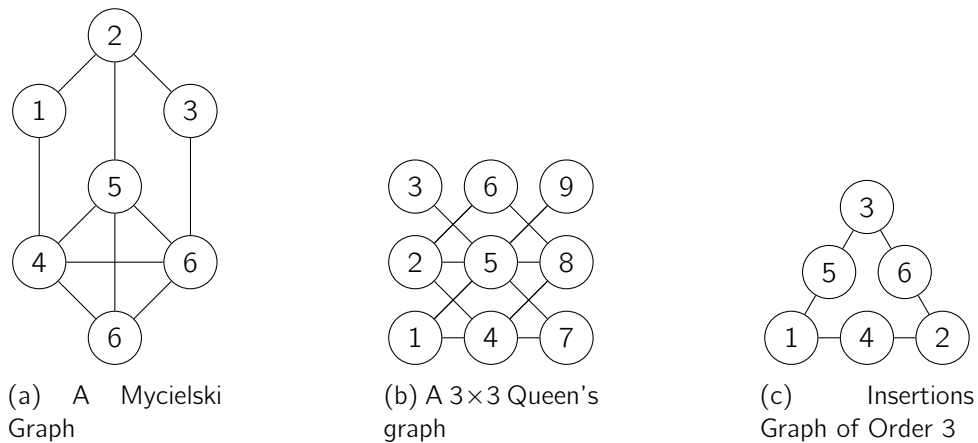 2
1 3
5
4 6
6
(a) A Mycielski
Graph
3 6 9
2 5 8
1 4 7
(b) A 3×3 Queen's
graph
3
5 6
1 4 2
(c) Insertions
Graph of Order 3